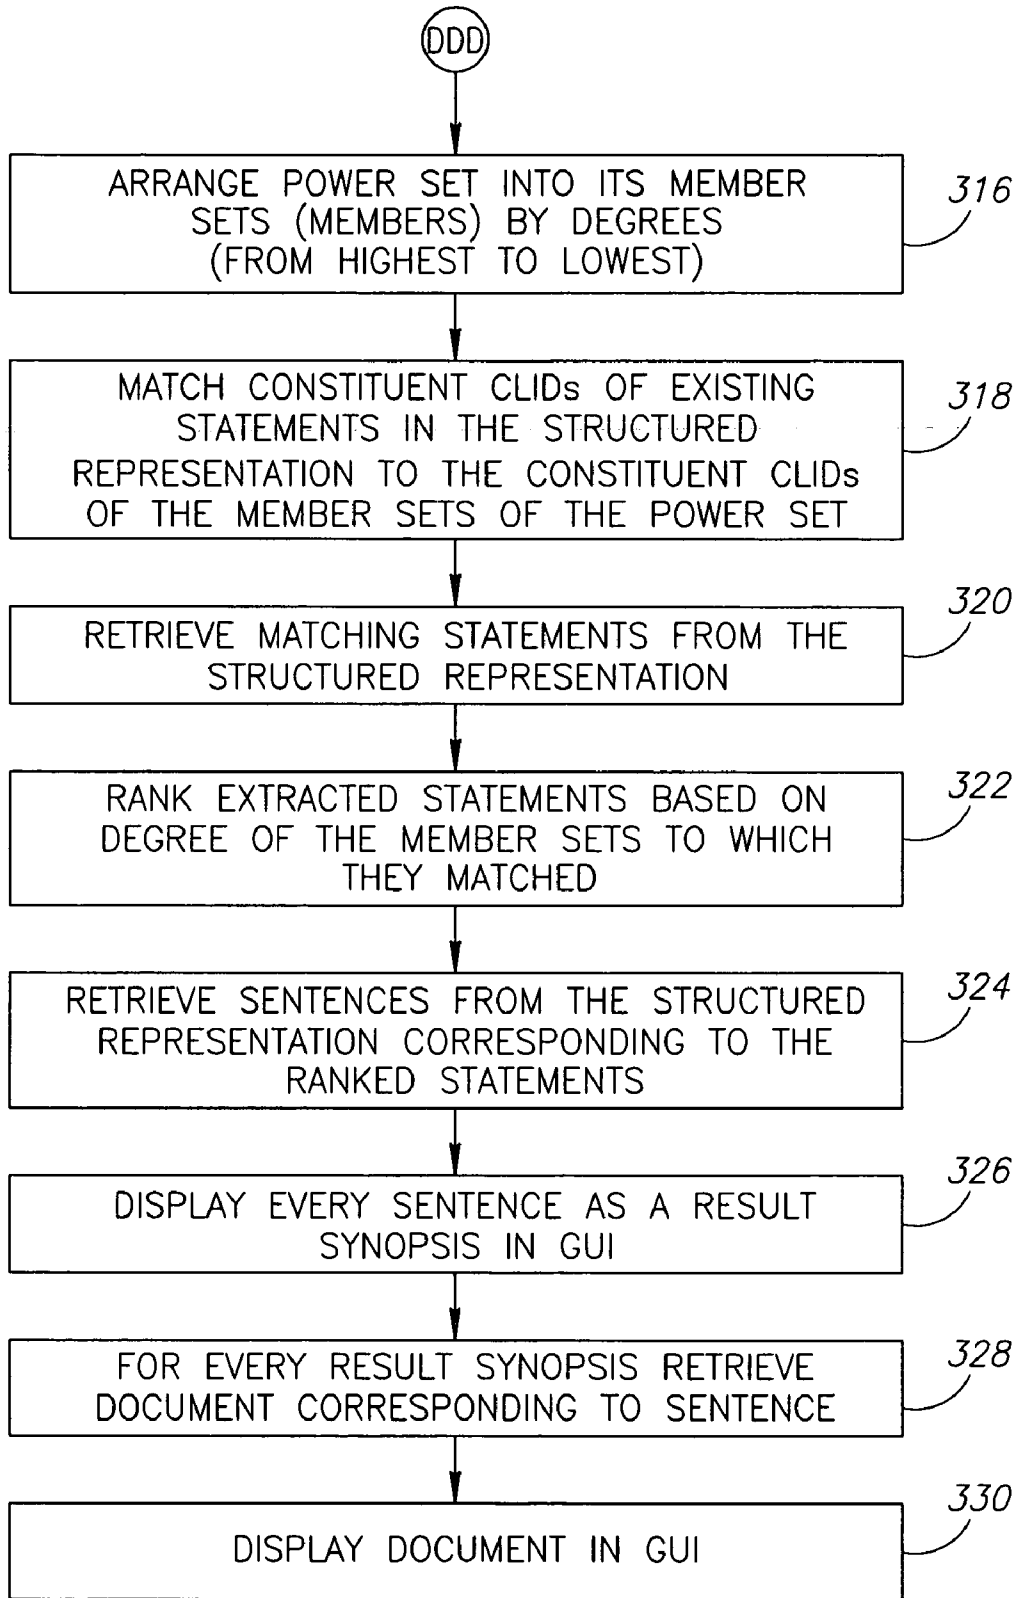 DDD
ARRANGE POWER SET INTO ITS MEMBER
SETS (MEMBERS) BY DEGREES
(FROM HIGHEST TO LOWEST)
316
MATCH CONSTITUENT CLIDs OF EXISTING
STATEMENTS IN THE STRUCTURED
REPRESENTATION TO THE CONSTITUENT CLIDs
OF THE MEMBER SETS OF THE POWER SET
318
RETRIEVE MATCHING STATEMENTS FROM THE
STRUCTURED REPRESENTATION
320
RANK EXTRACTED STATEMENTS BASED ON
DEGREE OF THE MEMBER SETS TO WHICH
THEY MATCHED
322
RETRIEVE SENTENCES FROM THE STRUCTURED
REPRESENTATION CORRESPONDING TO THE
RANKED STATEMENTS
324
DISPLAY EVERY SENTENCE AS A RESULT
SYNOPSIS IN GUI
326
FOR EVERY RESULT SYNOPSIS RETRIEVE
DOCUMENT CORRESPONDING TO SENTENCE
328
DISPLAY DOCUMENT IN GUI
330